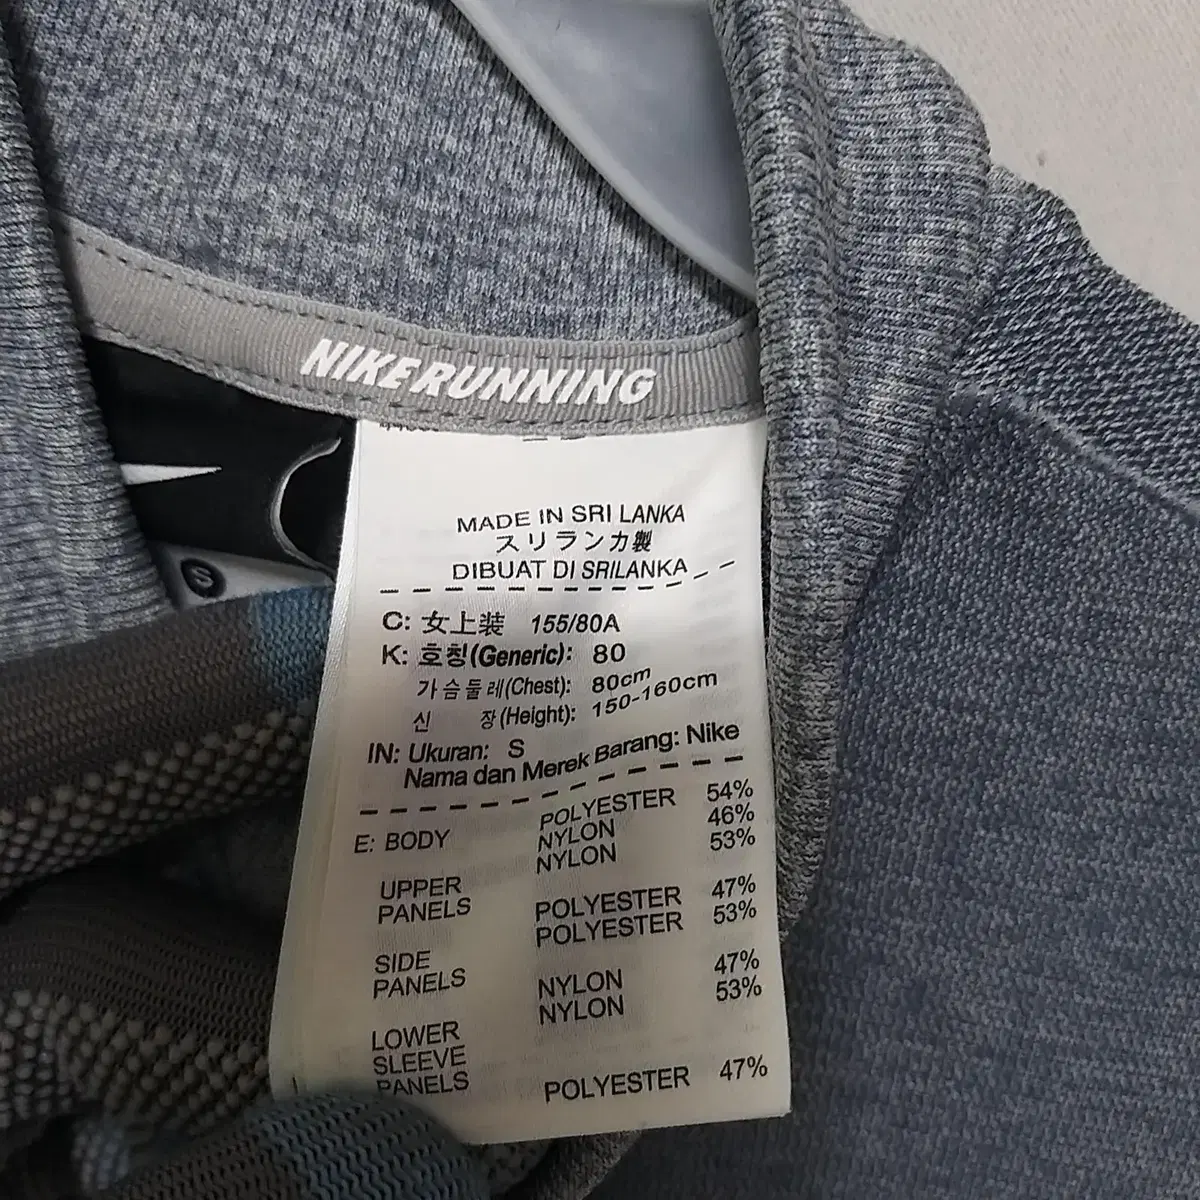 NIKE RUNNING
MADE IN SRI LANKA
スリランカ製
DIBUAT DI SRILANKA
C: 女上装 155/80A
K: 호칭(Generic): 80
가슴둘레(Chest): 80cm
신 장(Height): 150-160cm
IN: Ukuran: S
Nama dan Merek Barang: Nike
E: BODY POLYESTER 54%
NYLON 46%
NYLON 53%
UPPER
PANELS POLYESTER 47%
POLYESTER 53%
SIDE
PANELS NYLON 47%
NYLON 53%
LOWER
SLEEVE
PANELS POLYESTER 47%